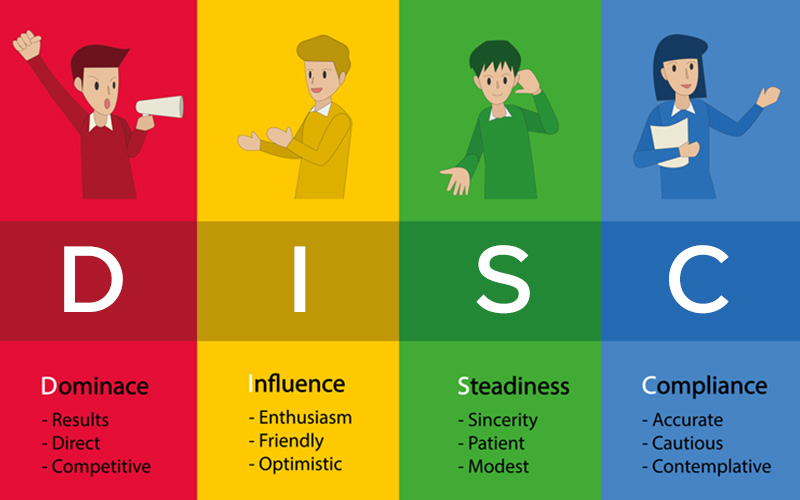 D I S C
Dominace
- Results
- Direct
- Competitive
Influence
- Enthusiasm
- Friendly
- Optimistic
Steadiness
- Sincerity
- Patient
- Modest
Compliance
- Accurate
- Cautious
- Contemplative